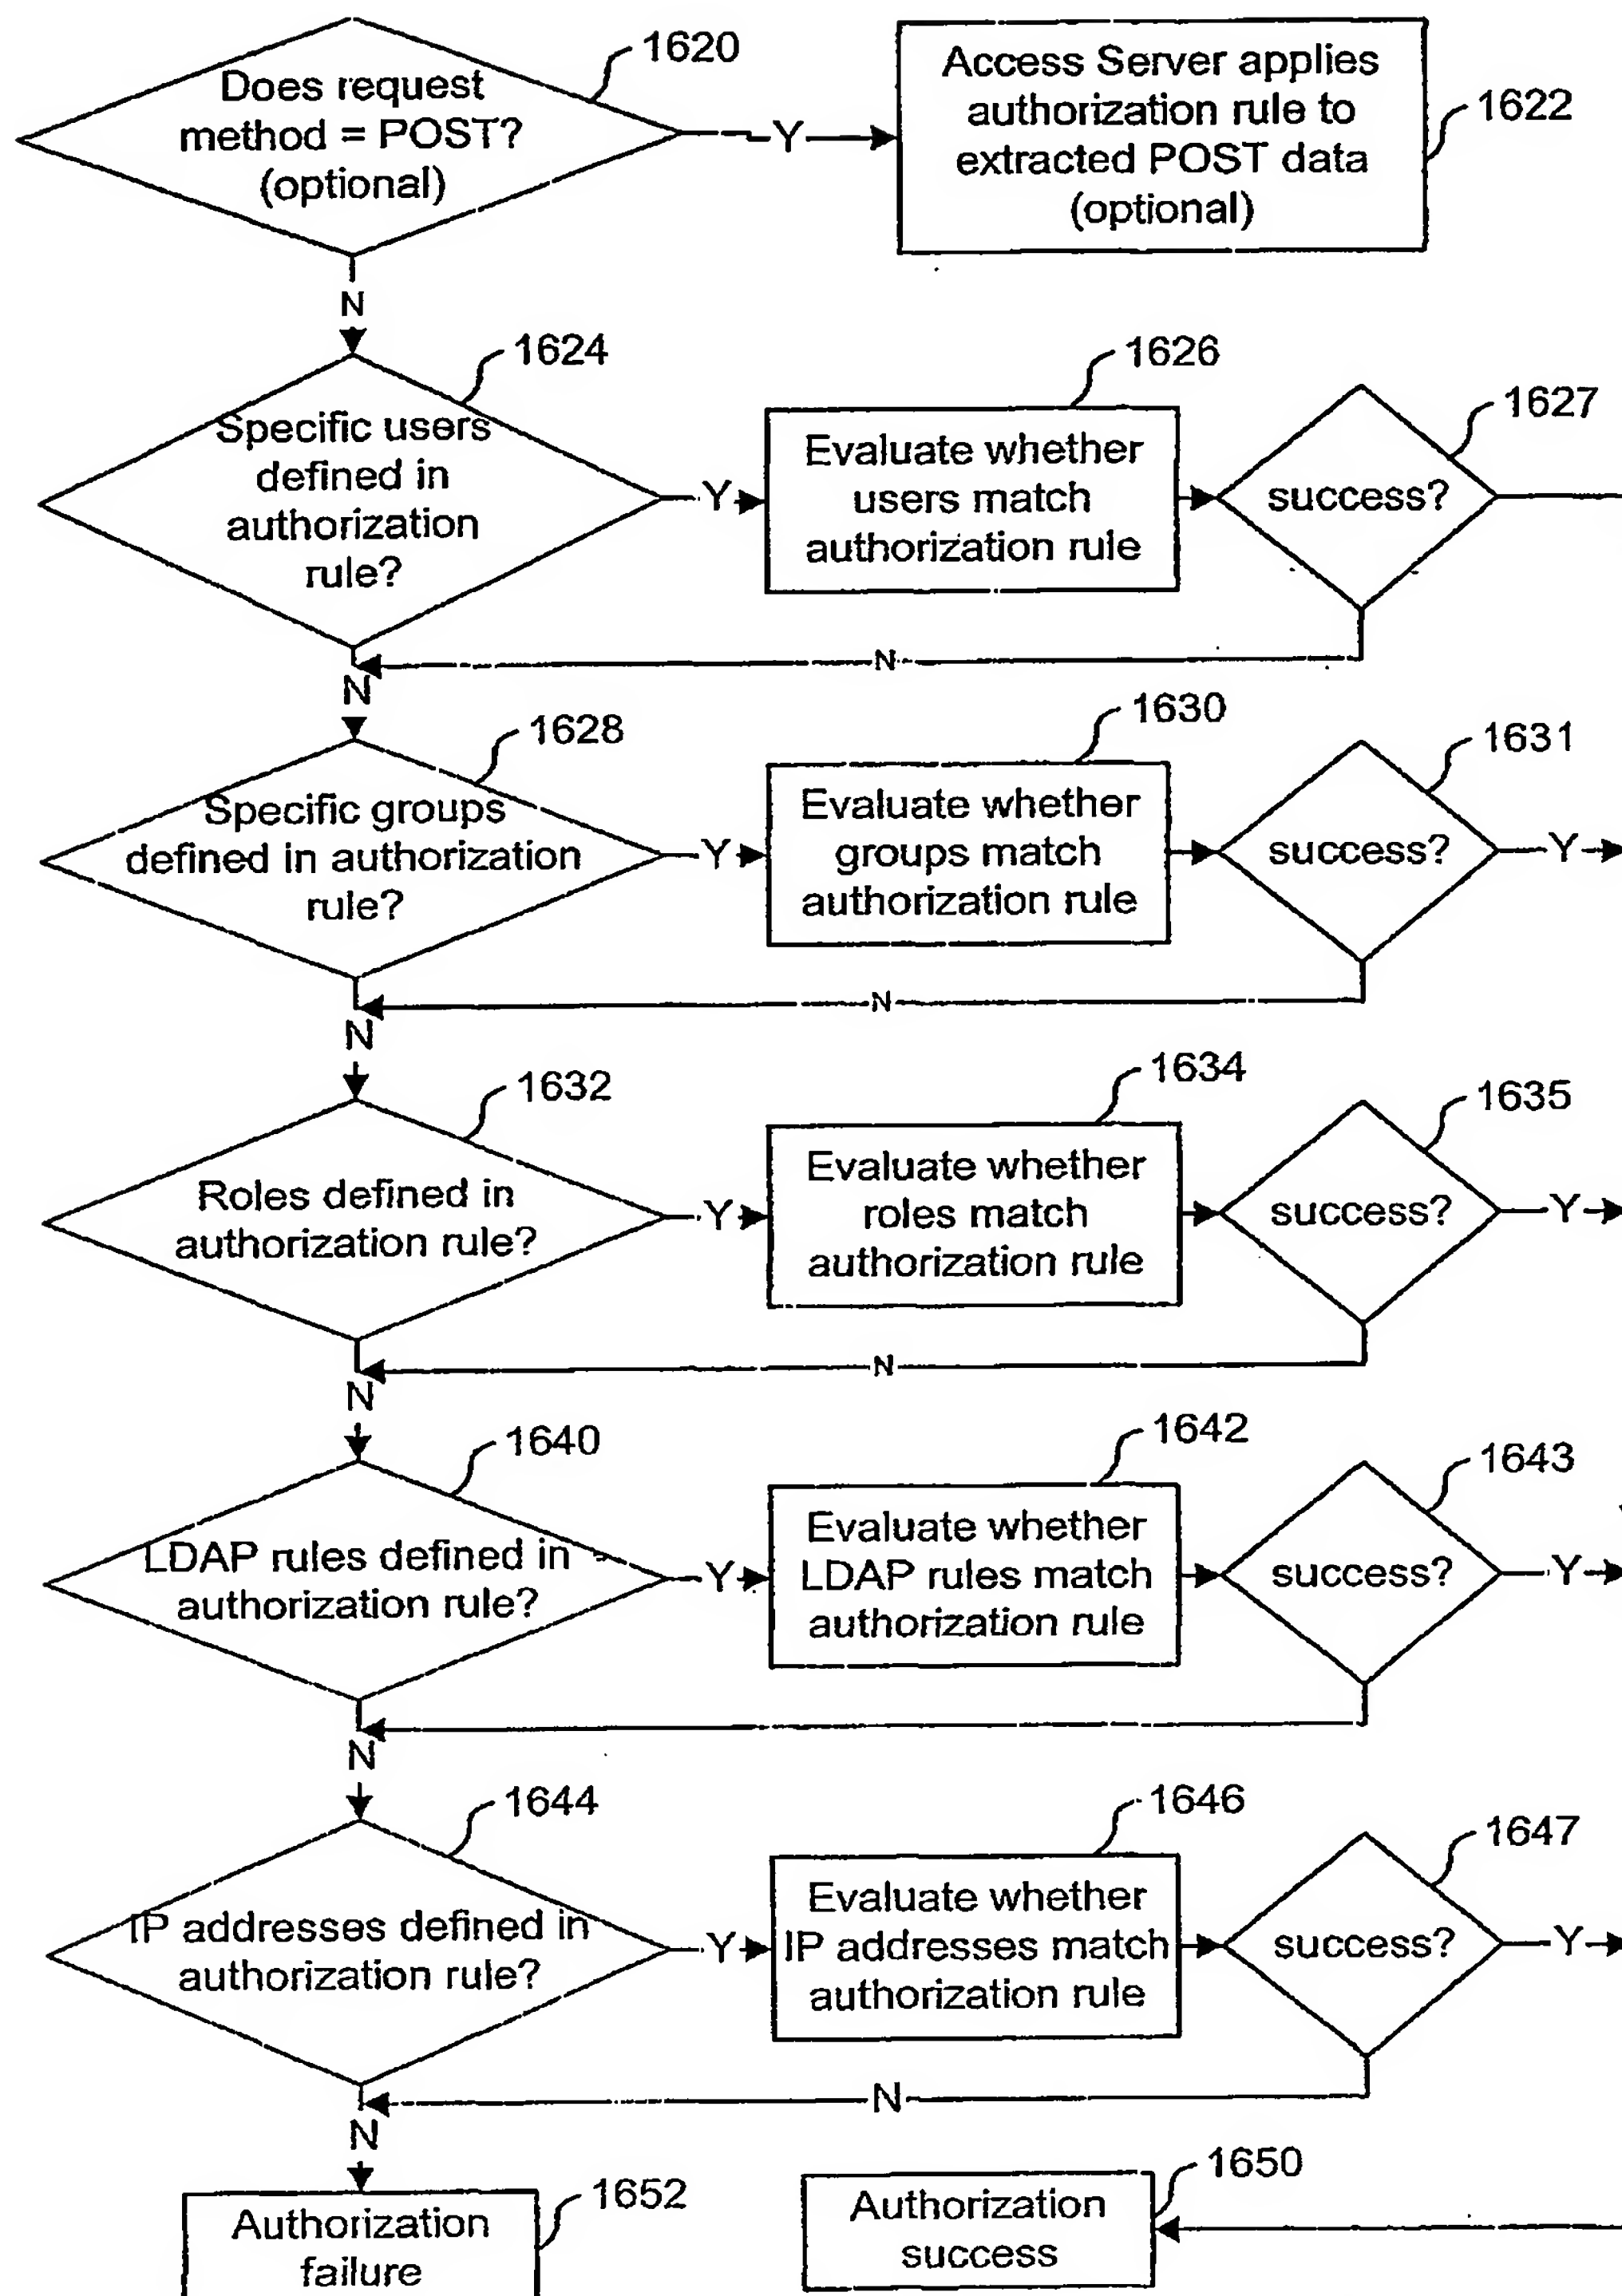 Does request
method = POST?
(optional)
1620
Y
Access Server applies
authorization rule to
extracted POST data
(optional)
1622
N
Specific users
defined in
authorization
rule?
1624
Y
Evaluate whether
users match
authorization rule
1626
success?
1627
N
N
Specific groups
defined in authorization
rule?
1628
Y
Evaluate whether
groups match
authorization rule
1630
success?
1631
Y
N
N
Roles defined in
authorization rule?
1632
Y
Evaluate whether
roles match
authorization rule
1634
success?
1635
Y
N
N
LDAP rules defined in
authorization rule?
1640
Y
Evaluate whether
LDAP rules match
authorization rule
1642
success?
1643
Y
N
IP addresses defined in
authorization rule?
1644
Y
Evaluate whether
IP addresses match
authorization rule
1646
success?
1647
Y
N
N
Authorization
failure
1652
Authorization
success
1650